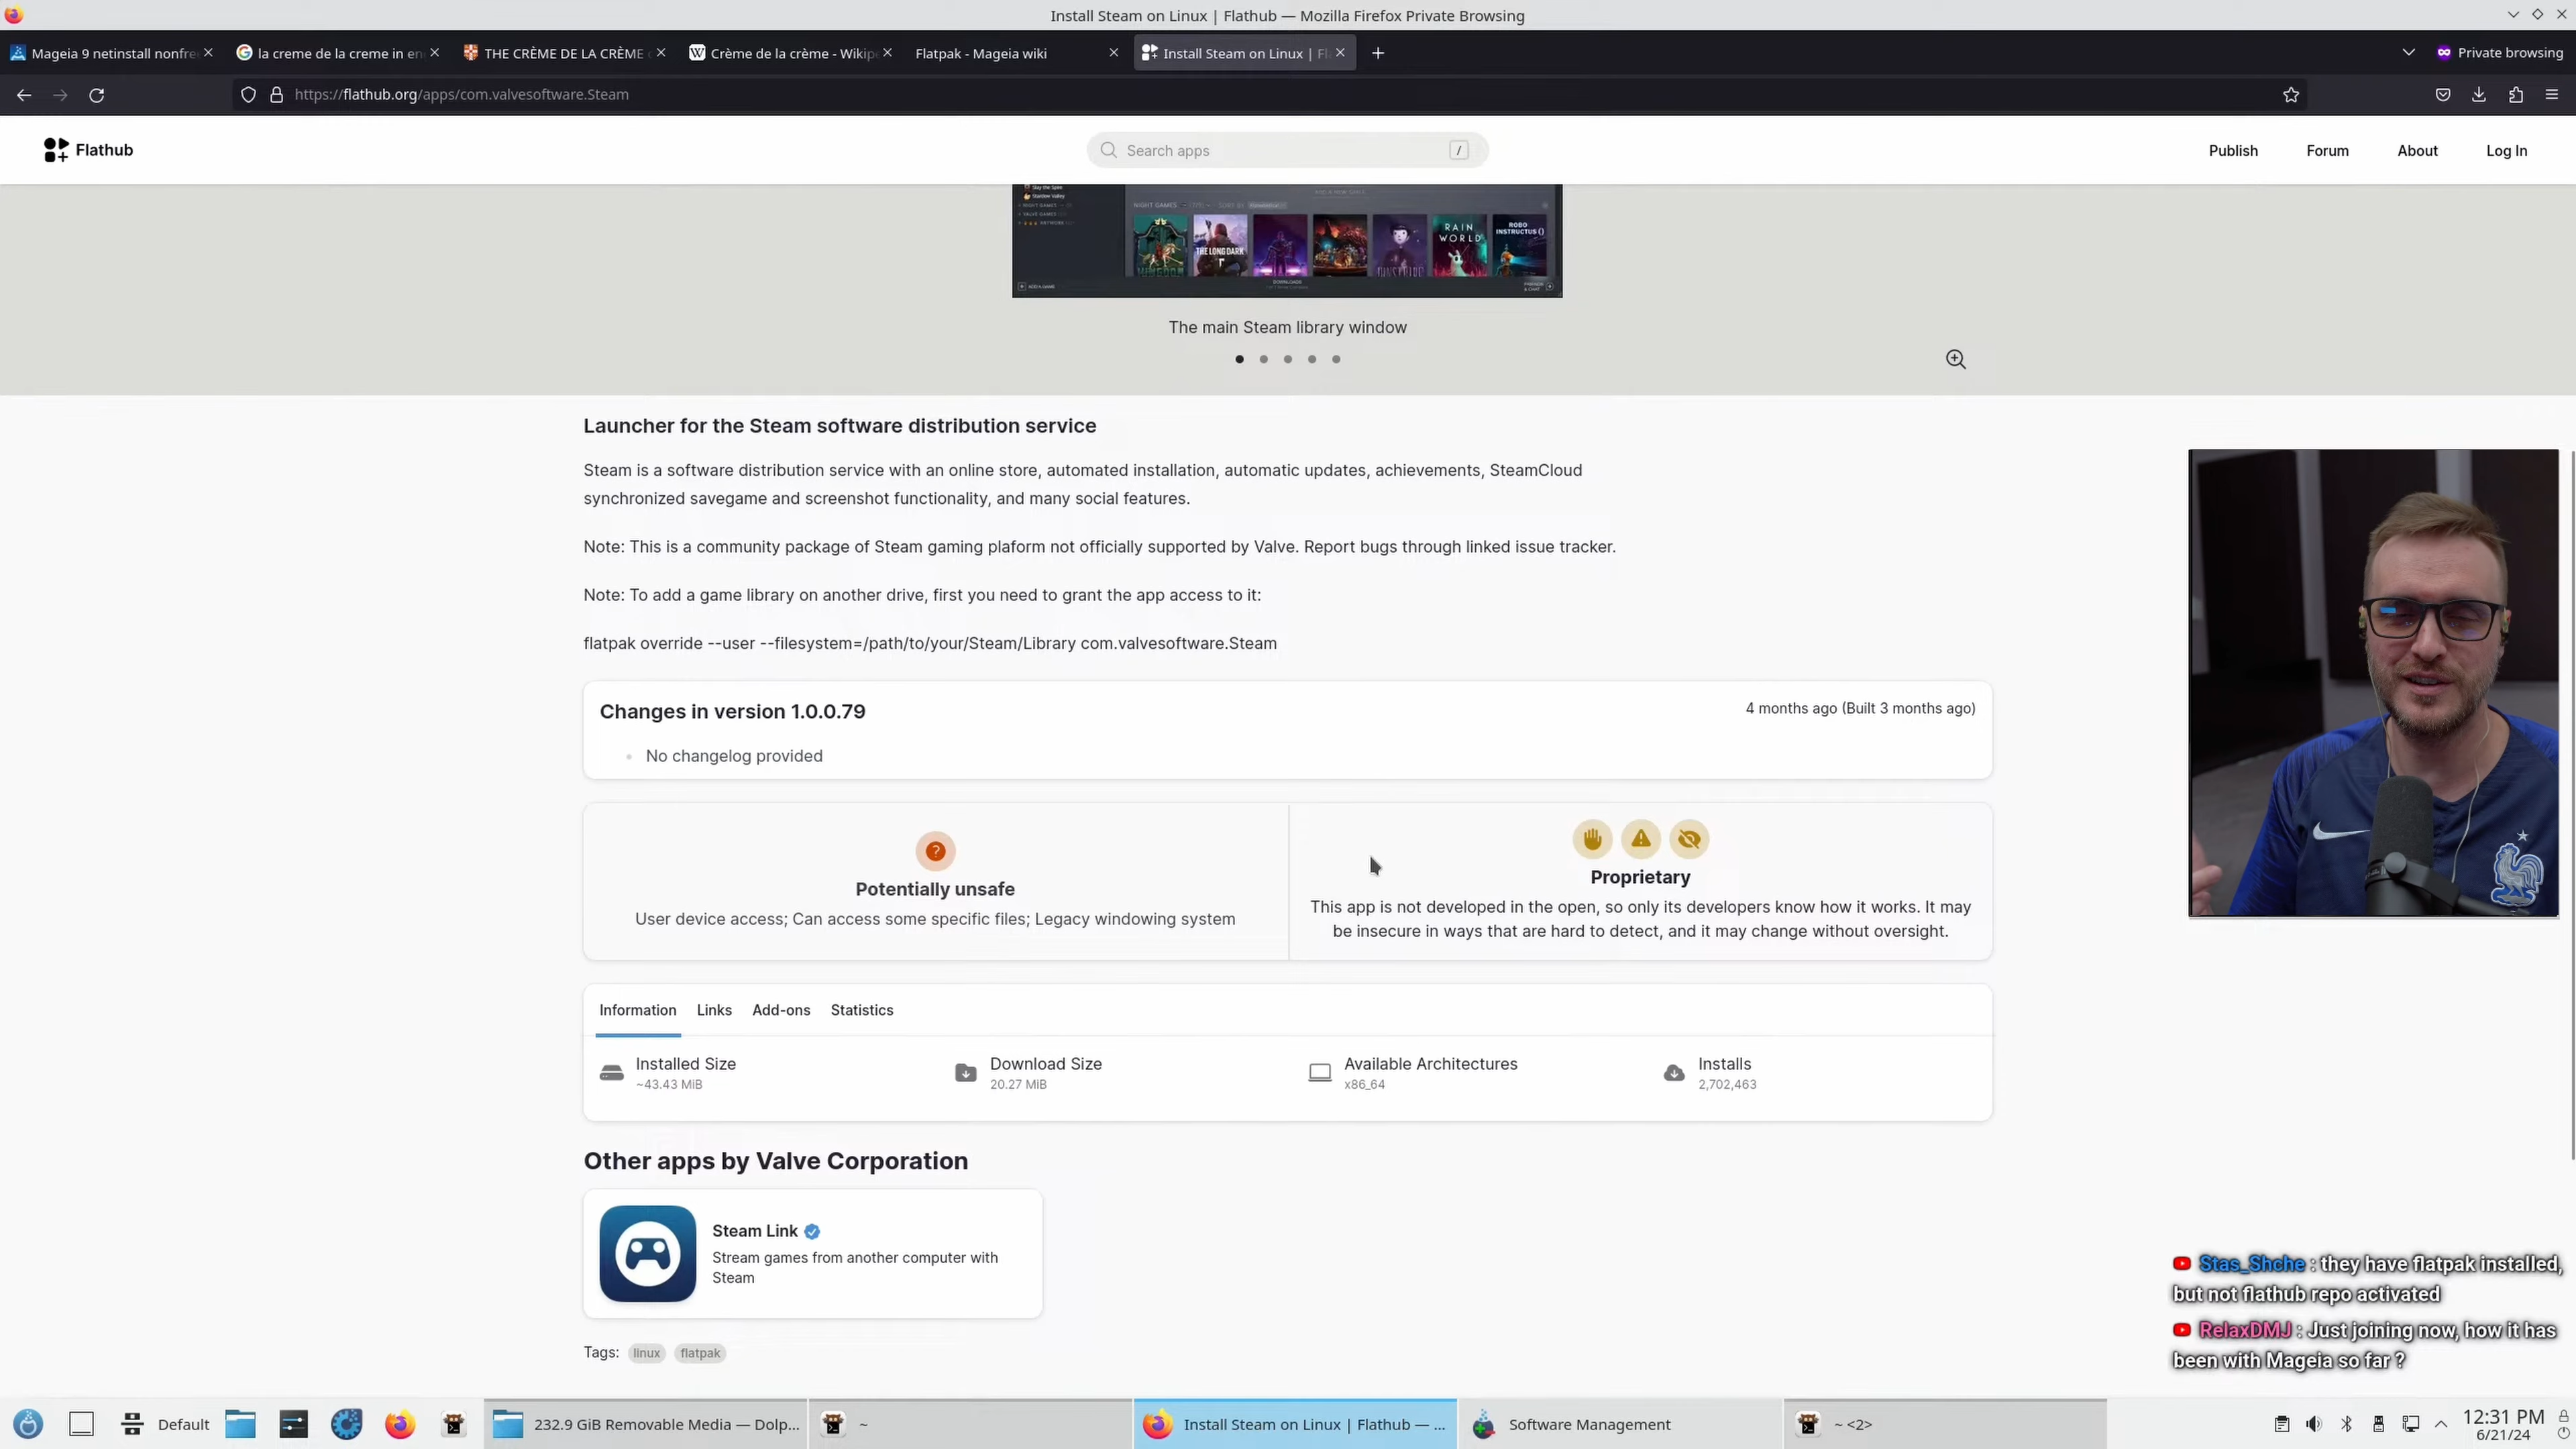 Install Steam on Linux | Flathub — Mozilla Firefox Private Browsing
Mageia 9 netinstall nonfre
la creme de la creme in en
THE CRÈME DE LA CRÈME
Crème de la crème - Wikipe
Flatpak - Mageia wiki
Install Steam on Linux | Fl
Private browsing
https://flathub.org/apps/com.valvesoftware.Steam
Flathub
Search apps
/
Publish
Forum
About
Log In
THE LONG DARK
RAIN
WORLD
ROBO
INSTRUCTUS
The main Steam library window
Launcher for the Steam software distribution service
Steam is a software distribution service with an online store, automated installation, automatic updates, achievements, SteamCloud
synchronized savegame and screenshot functionality, and many social features.
Note: This is a community package of Steam gaming plaform not officially supported by Valve. Report bugs through linked issue tracker.
Note: To add a game library on another drive, first you need to grant the app access to it:
flatpak override --user --filesystem=/path/to/your/Steam/Library com.valvesoftware.Steam
Changes in version 1.0.0.79
4 months ago (Built 3 months ago)
No changelog provided
Potentially unsafe
User device access; Can access some specific files; Legacy windowing system
Proprietary
This app is not developed in the open, so only its developers know how it works. It may
be insecure in ways that are hard to detect, and it may change without oversight.
Information
Links
Add-ons
Statistics
Installed Size
~43.43 MiB
Download Size
20.27 MiB
Available Architectures
x86_64
Installs
2,702,463
Other apps by Valve Corporation
Steam Link
Stream games from another computer with
Steam
Stas_Shche : they have flatpak installed,
but not flathub repo activated
RelaxDMJ : Just joining now, how it has
been with Mageia so far ?
Tags:
linux
flatpak
Default
232.9 GiB Removable Media — Dolp...
~
Install Steam on Linux | Flathub — ...
Software Management
~ <2>
12:31 PM
6/21/24